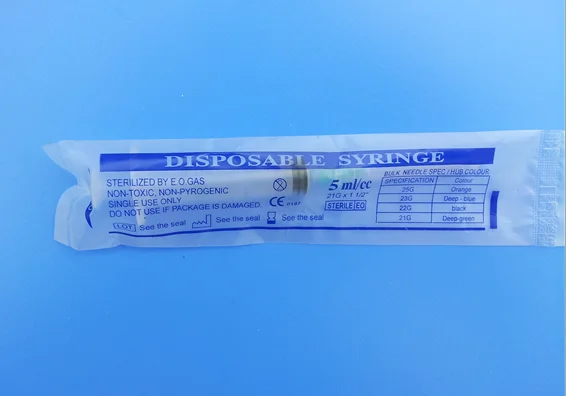 DISPOSABLE SYRINGE
STERILIZED BY E.O GAS
NON-TOXIC, NON-PYROGENIC
SINGLE USE ONLY
DO NOT USE IF PACKAGE IS DAMAGED.
LOT See the seal See the seal See the seal
CE 0197
5 ml/cc
21G x 1 1/2"
STERILE EO
BULK NEEDLE SPEC / HUB COLOUR
SPECIFICATION Colour
25G Orange
23G Deep - blue
22G black
21G Deep-green